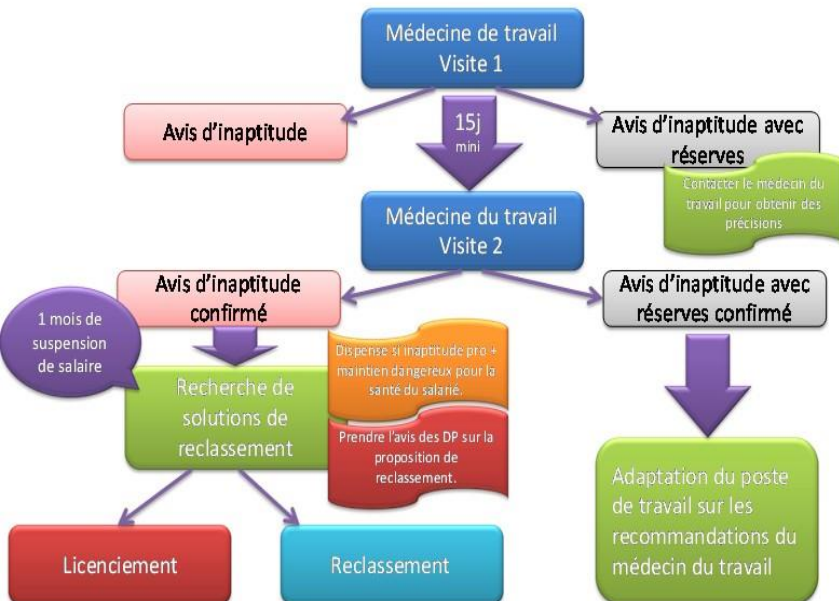 Médecine de travail
Visite 1
Avis d'inaptitude
15j
mini
Avis d'inaptitude avec
réserves
Contacter le médecin du
travail pour obtenir des
précisions
Médecine du travail
Visite 2
Avis d'inaptitude
confirmé
Avis d'inaptitude avec
réserves confirmé
1 mois de
suspension
de salaire
Dispense si inaptitude pro +
maintien dangereux pour la
santé du salarié.
Recherche de
solutions de
reclassement
Prendre l'avis des DP sur la
proposition de
reclassement.
Adaptation du poste
de travail sur les
recommandations du
médecin du travail
Licenciement
Reclassement